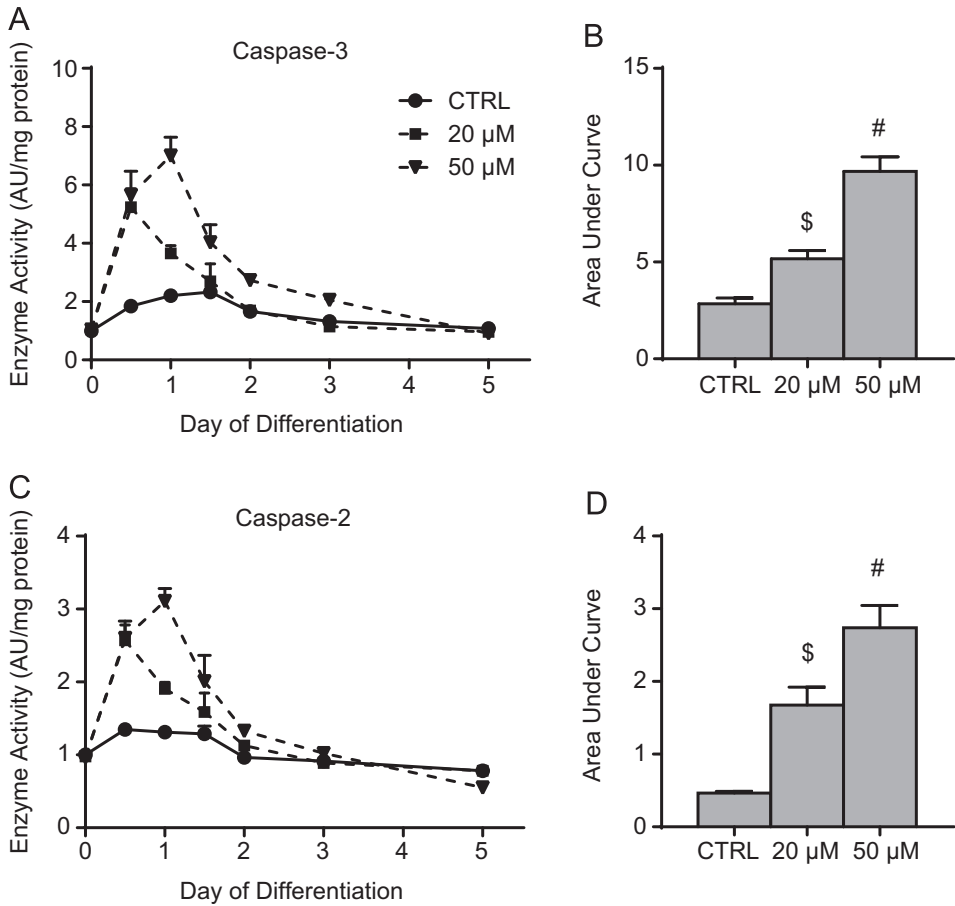 A
Caspase-3
Enzyme Activity (AU/mg protein)
10
8
6
4
2
0
CTRL
20 µM
50 µM
0 1 2 3 4 5
Day of Differentiation
B
Area Under Curve
15
10
5
0
$
#
CTRL 20 µM 50 µM
C
Caspase-2
Enzyme Activity (AU/mg protein)
4
3
2
1
0
0 1 2 3 4 5
Day of Differentiation
D
Area Under Curve
4
3
2
1
0
$
#
CTRL 20 µM 50 µM